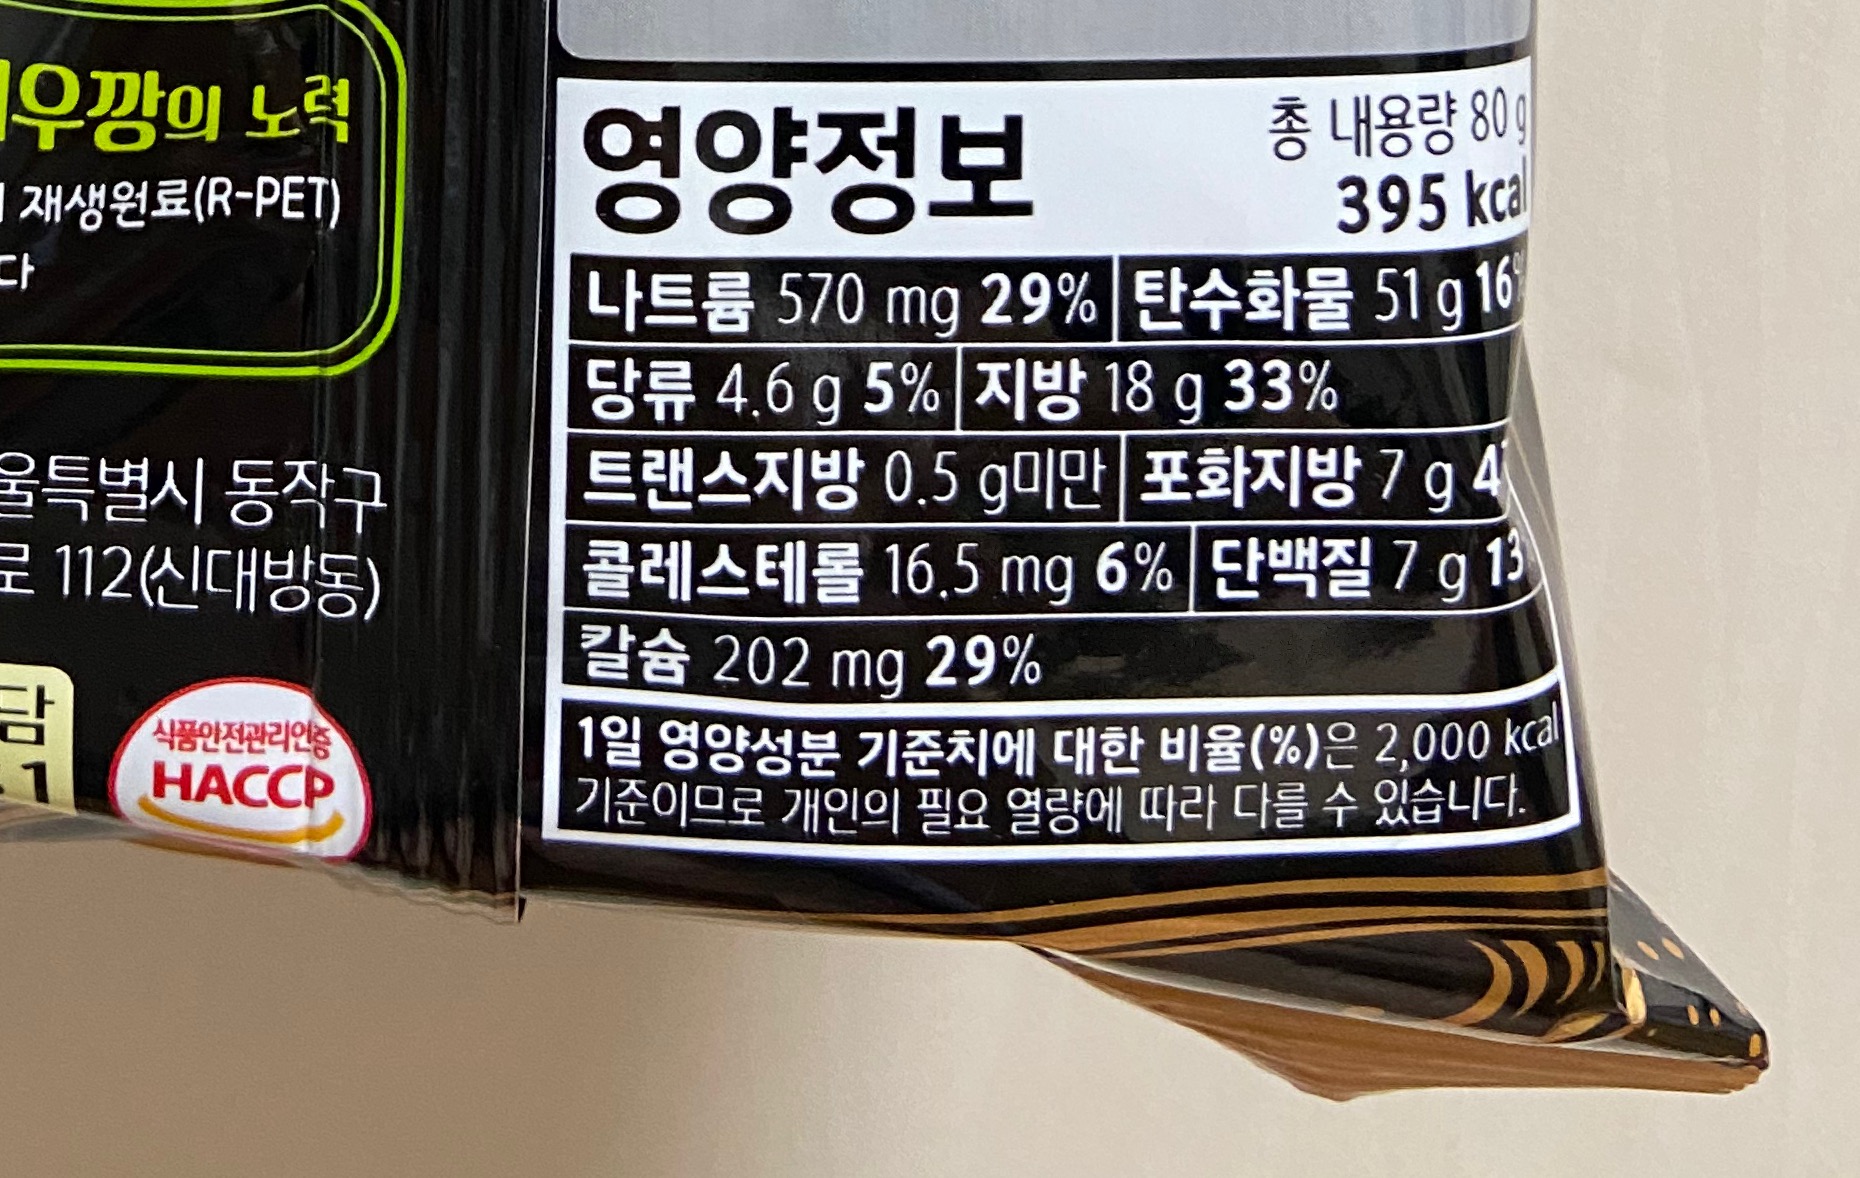 우깡의 노력
재생원료(R-PET)
다
울특별시 동작구
로 112(신대방동)
담
식품안전관리인증
HACCP
영양정보
총 내용량 80 g
395 kcal
나트륨 570 mg 29% 탄수화물 51 g 16%
당류 4.6 g 5% 지방 18 g 33%
트랜스지방 0.5 g미만 포화지방 7 g
콜레스테롤 16.5 mg 6% 단백질 7 g 13
칼슘 202 mg 29%
1일 영양성분 기준치에 대한 비율(%)은 2,000 kcal
기준이므로 개인의 필요 열량에 따라 다를 수 있습니다.